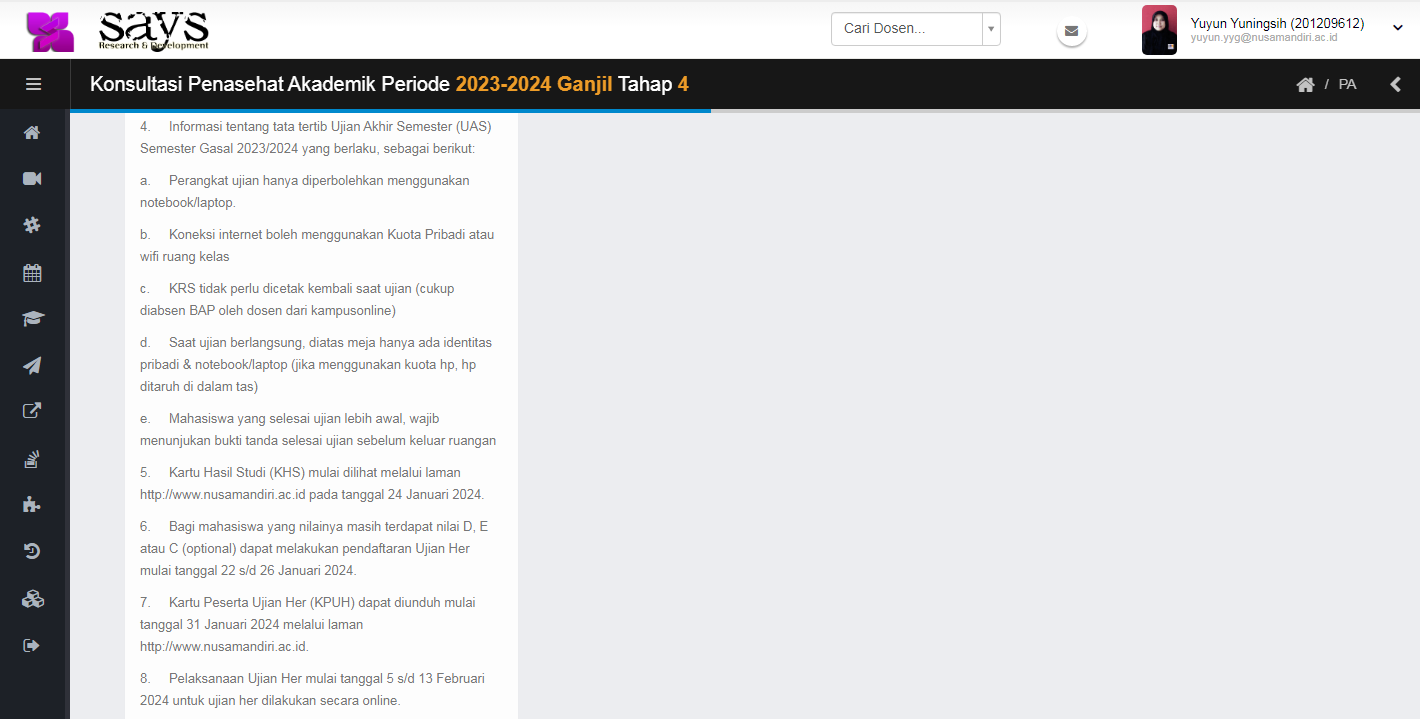 says
Research & Development
Cari Dosen...
Yuyun Yuningsih (201209612)
yuyun.yyg@nusamandiri.ac.id
Konsultasi Penasehat Akademik Periode 2023-2024 Ganjil Tahap 4
/ PA
4. Informasi tentang tata tertib Ujian Akhir Semester (UAS)
Semester Gasal 2023/2024 yang berlaku, sebagai berikut:
a. Perangkat ujian hanya diperbolehkan menggunakan
notebook/laptop.
b. Koneksi internet boleh menggunakan Kuota Pribadi atau
wifi ruang kelas
c. KRS tidak perlu dicetak kembali saat ujian (cukup
diabsen BAP oleh dosen dari kampusonline)
d. Saat ujian berlangsung, diatas meja hanya ada identitas
pribadi & notebook/laptop (jika menggunakan kuota hp, hp
ditaruh di dalam tas)
e. Mahasiswa yang selesai ujian lebih awal, wajib
menunjukan bukti tanda selesai ujian sebelum keluar ruangan
5. Kartu Hasil Studi (KHS) mulai dilihat melalui laman
http://www.nusamandiri.ac.id pada tanggal 24 Januari 2024.
6. Bagi mahasiswa yang nilainya masih terdapat nilai D, E
atau C (optional) dapat melakukan pendaftaran Ujian Her
mulai tanggal 22 s/d 26 Januari 2024.
7. Kartu Peserta Ujian Her (KPUH) dapat diunduh mulai
tanggal 31 Januari 2024 melalui laman
http://www.nusamandiri.ac.id.
8. Pelaksanaan Ujian Her mulai tanggal 5 s/d 13 Februari
2024 untuk ujian her dilakukan secara online.